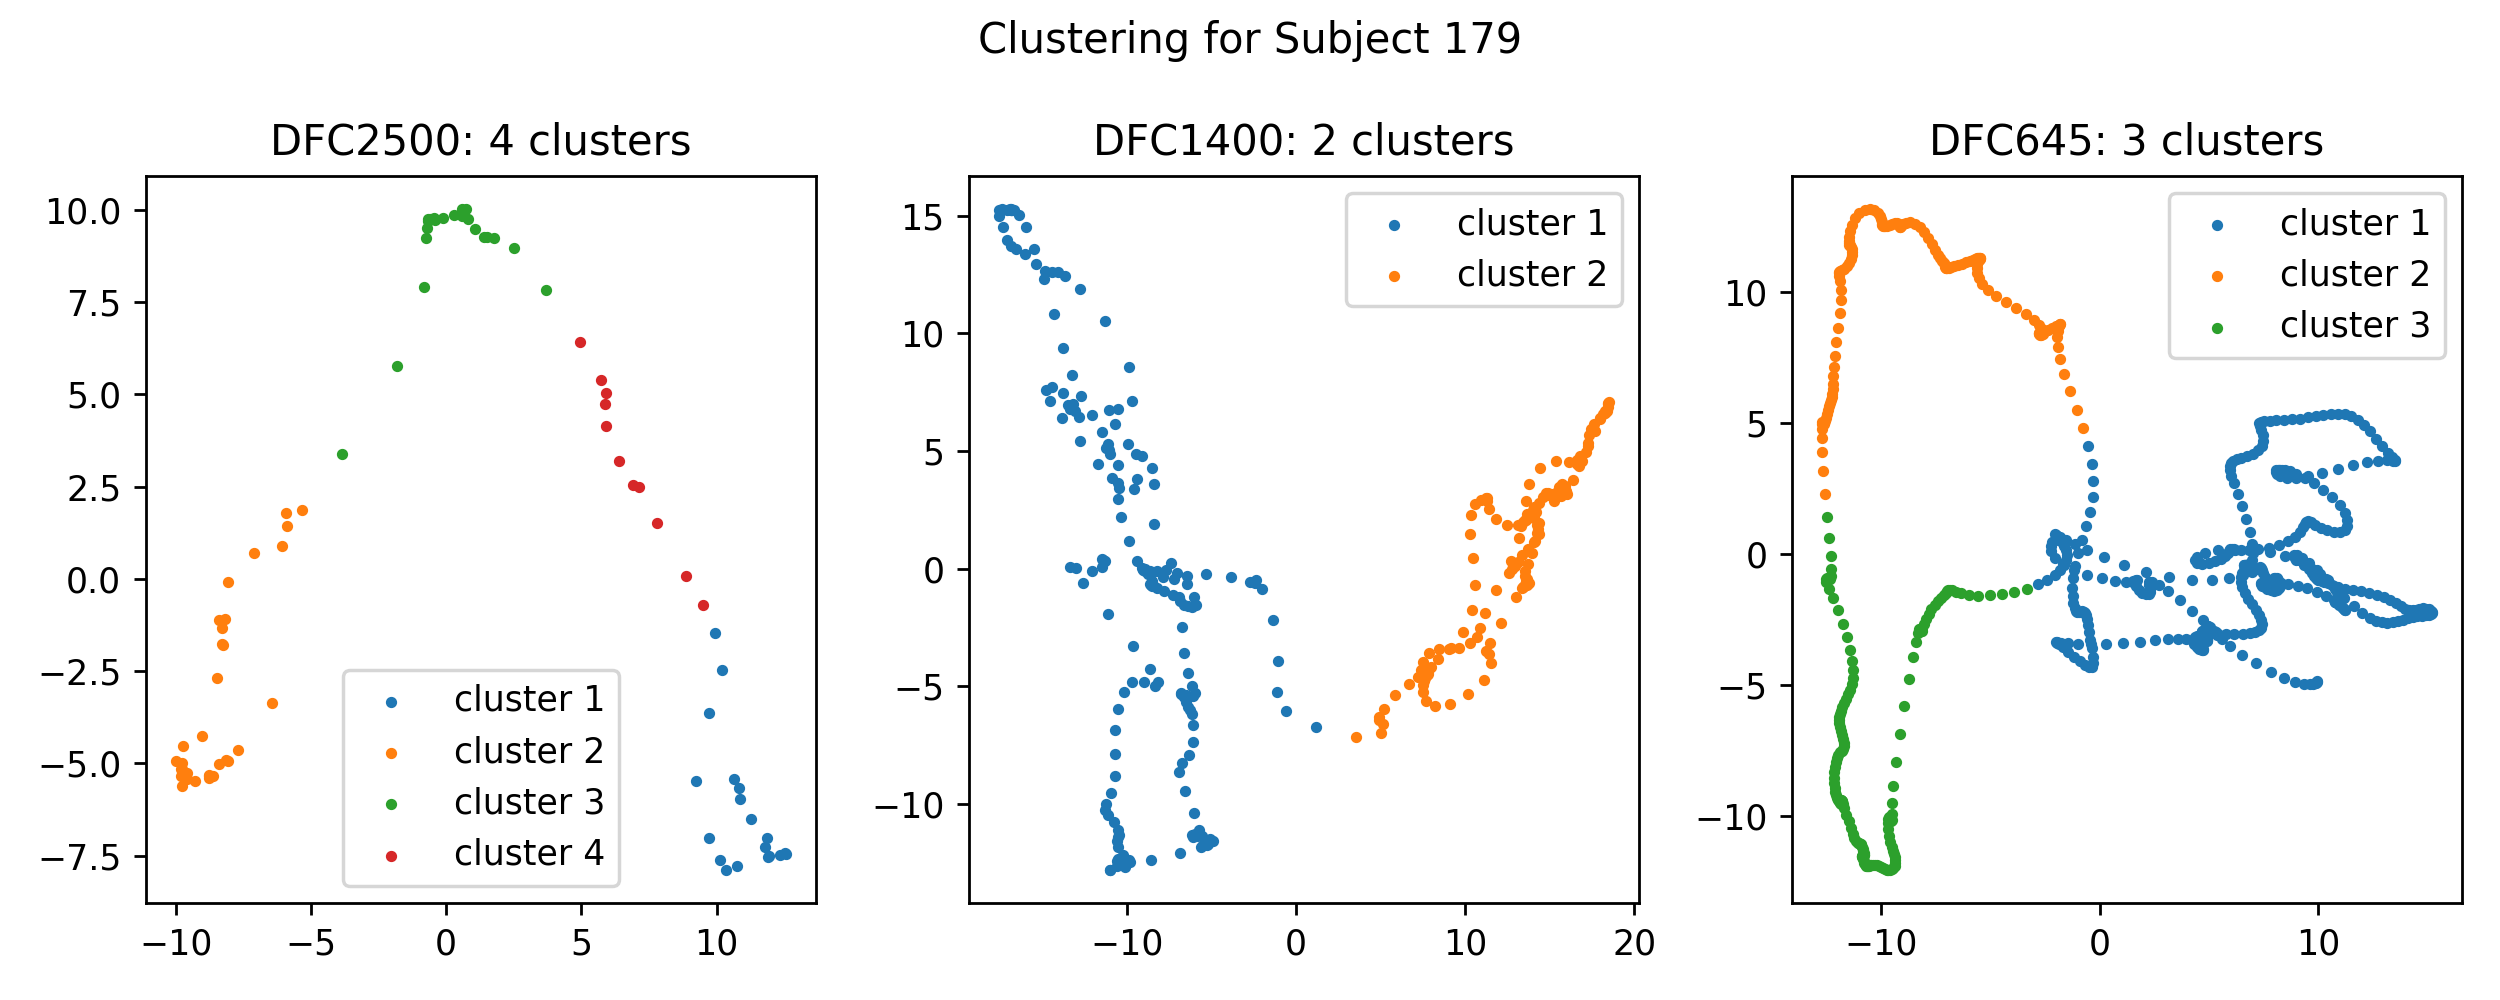 Clustering for Subject 179
DFC2500: 4 clusters
10.0
7.5
5.0
2.5
0.0
−2.5
−5.0
−7.5
−10
−5
0
5
10
cluster 1
cluster 2
cluster 3
cluster 4
DFC1400: 2 clusters
15
10
5
0
−5
−10
−10
0
10
20
cluster 1
cluster 2
DFC645: 3 clusters
10
5
0
−5
−10
−10
0
10
cluster 1
cluster 2
cluster 3